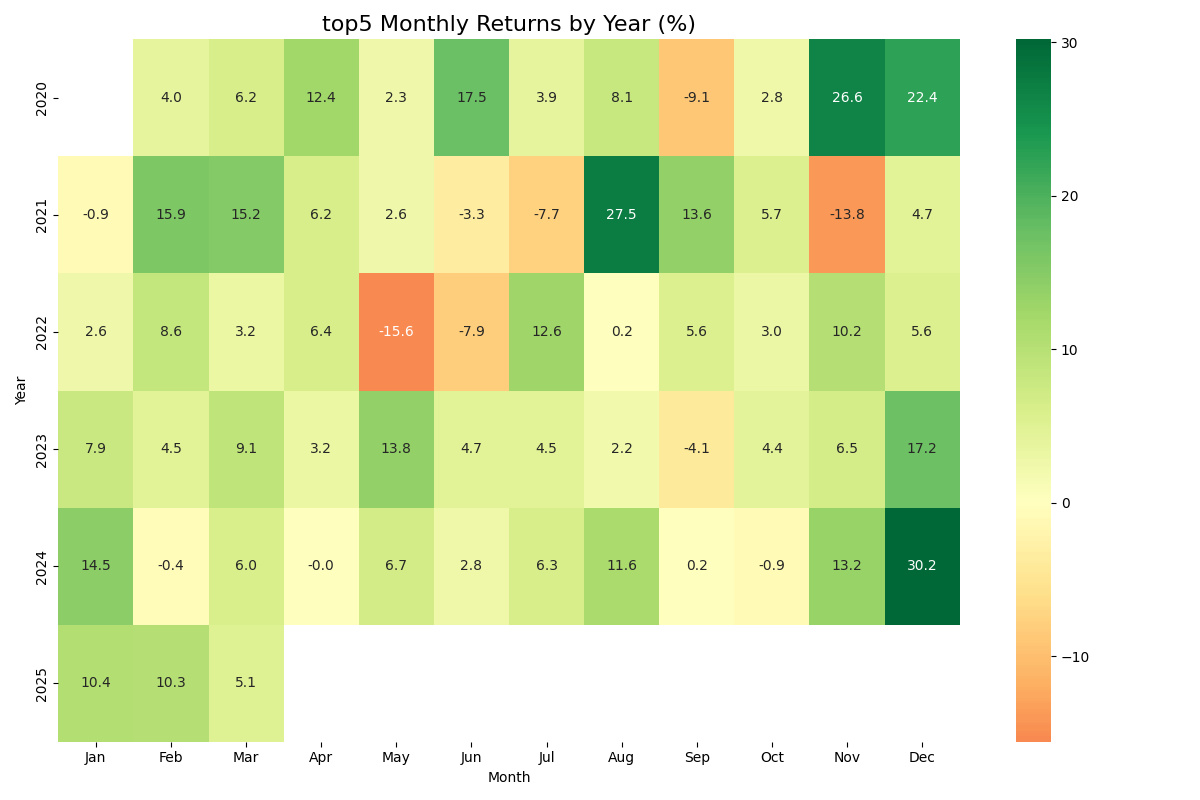 top5 Monthly Returns by Year (%)
2020 4.0 6.2 12.4 2.3 17.5 3.9 8.1 -9.1 2.8 26.6 22.4
2021 -0.9 15.9 15.2 6.2 2.6 -3.3 -7.7 27.5 13.6 5.7 -13.8 4.7
2022 2.6 8.6 3.2 6.4 -15.6 -7.9 12.6 0.2 5.6 3.0 10.2 5.6
2023 7.9 4.5 9.1 3.2 13.8 4.7 4.5 2.2 -4.1 4.4 6.5 17.2
2024 14.5 -0.4 6.0 -0.0 6.7 2.8 6.3 11.6 0.2 -0.9 13.2 30.2
2025 10.4 10.3 5.1
Jan Feb Mar Apr May Jun Jul Aug Sep Oct Nov Dec
Month
Year
30
20
10
0
−10